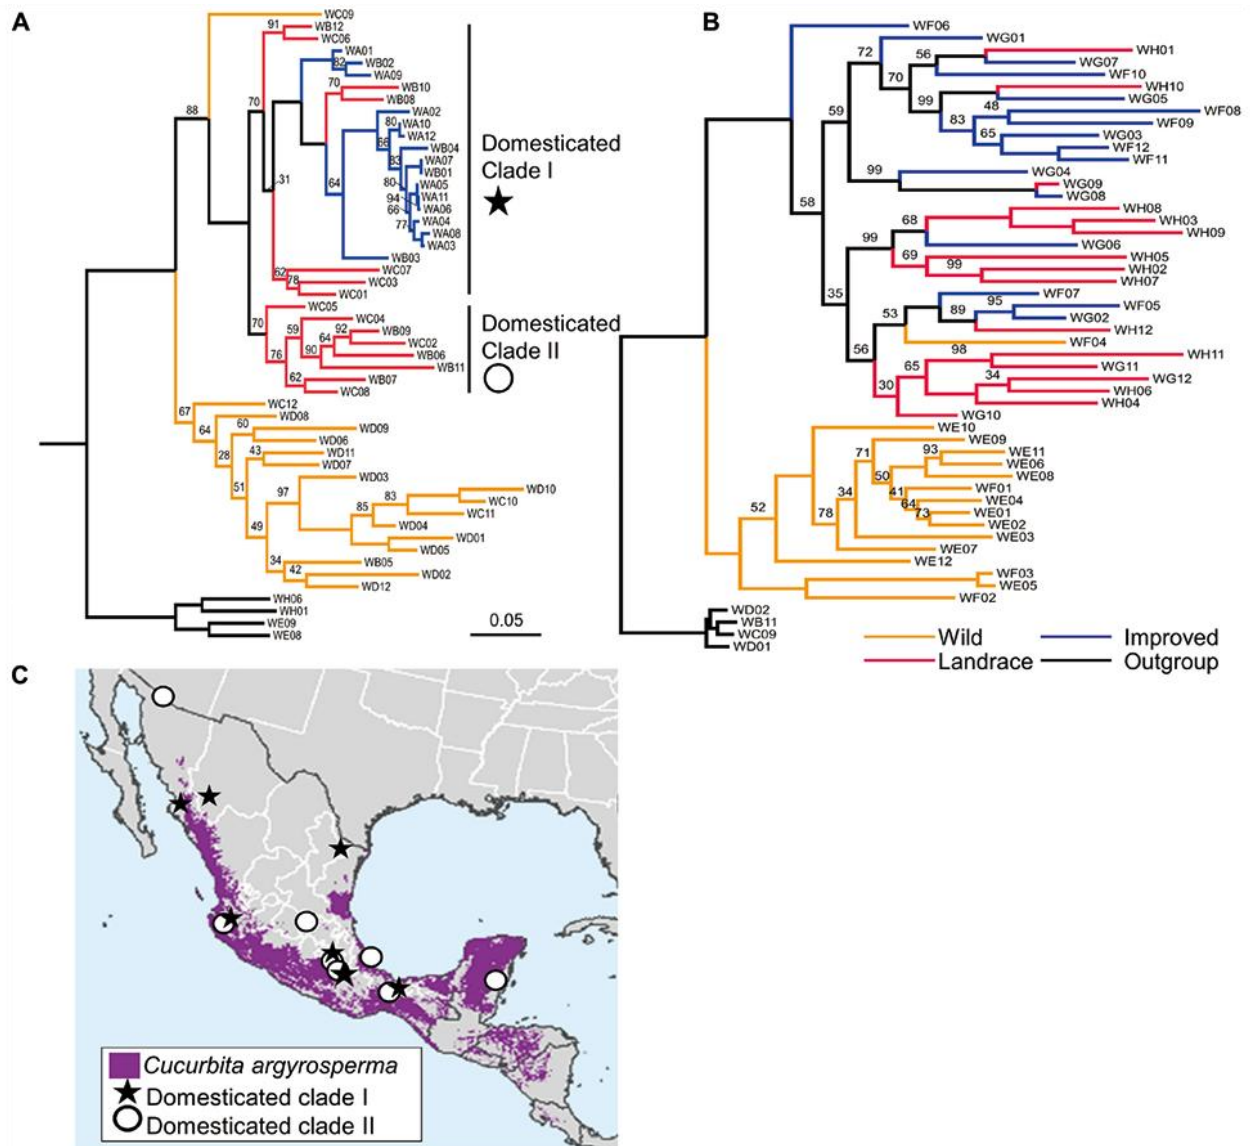 A
WC09
91
WB12
WC06
WA01
82
WB02
WA09
70
WB10
WB08
88
70
WA02
80
WA10
WA12
66
WB04
83
WA07
WB01
31
64
80
WA05
94
WA11
66
WA06
77
WA04
WA08
WA03
WB03
62
WC07
78
WC03
WC01
Domesticated
Clade I
70
WC05
59
WC04
92
WB09
64
WC02
76
90
WB06
WB11
62
WB07
WC08
Domesticated
Clade II
67
WC12
64
WD08
60
WD09
28
WD06
43
WD11
WD07
51
97
WD03
83
WD10
85
WC10
WC11
49
WD04
WD01
WD05
34
WB05
42
WD02
WD12
WH06
WH01
WE09
WE08
0.05
B
WF06
72
WG01
56
WH01
WG07
70
WF10
99
WH10
WG05
59
48
WF08
83
WF09
65
WG03
WF12
WF11
99
WG04
WG09
WG08
58
68
WH08
WH03
99
WH09
WG06
69
WH05
99
WH02
WH07
35
53
WF07
95
WF05
89
WG02
WH12
56
WF04
98
WH11
65
WG11
34
WG12
30
WH06
WH04
WG10
WE10
71
WE09
93
WE11
50
WE06
WE08
34
41
WF01
64
WE04
73
WE01
WE02
52
78
WE03
WE07
WE12
WF03
WE05
WF02
WD02
WB11
WC09
WD01
Wild
Improved
Landrace
Outgroup
C
Cucurbita argyrosperma
Domesticated clade I
Domesticated clade II